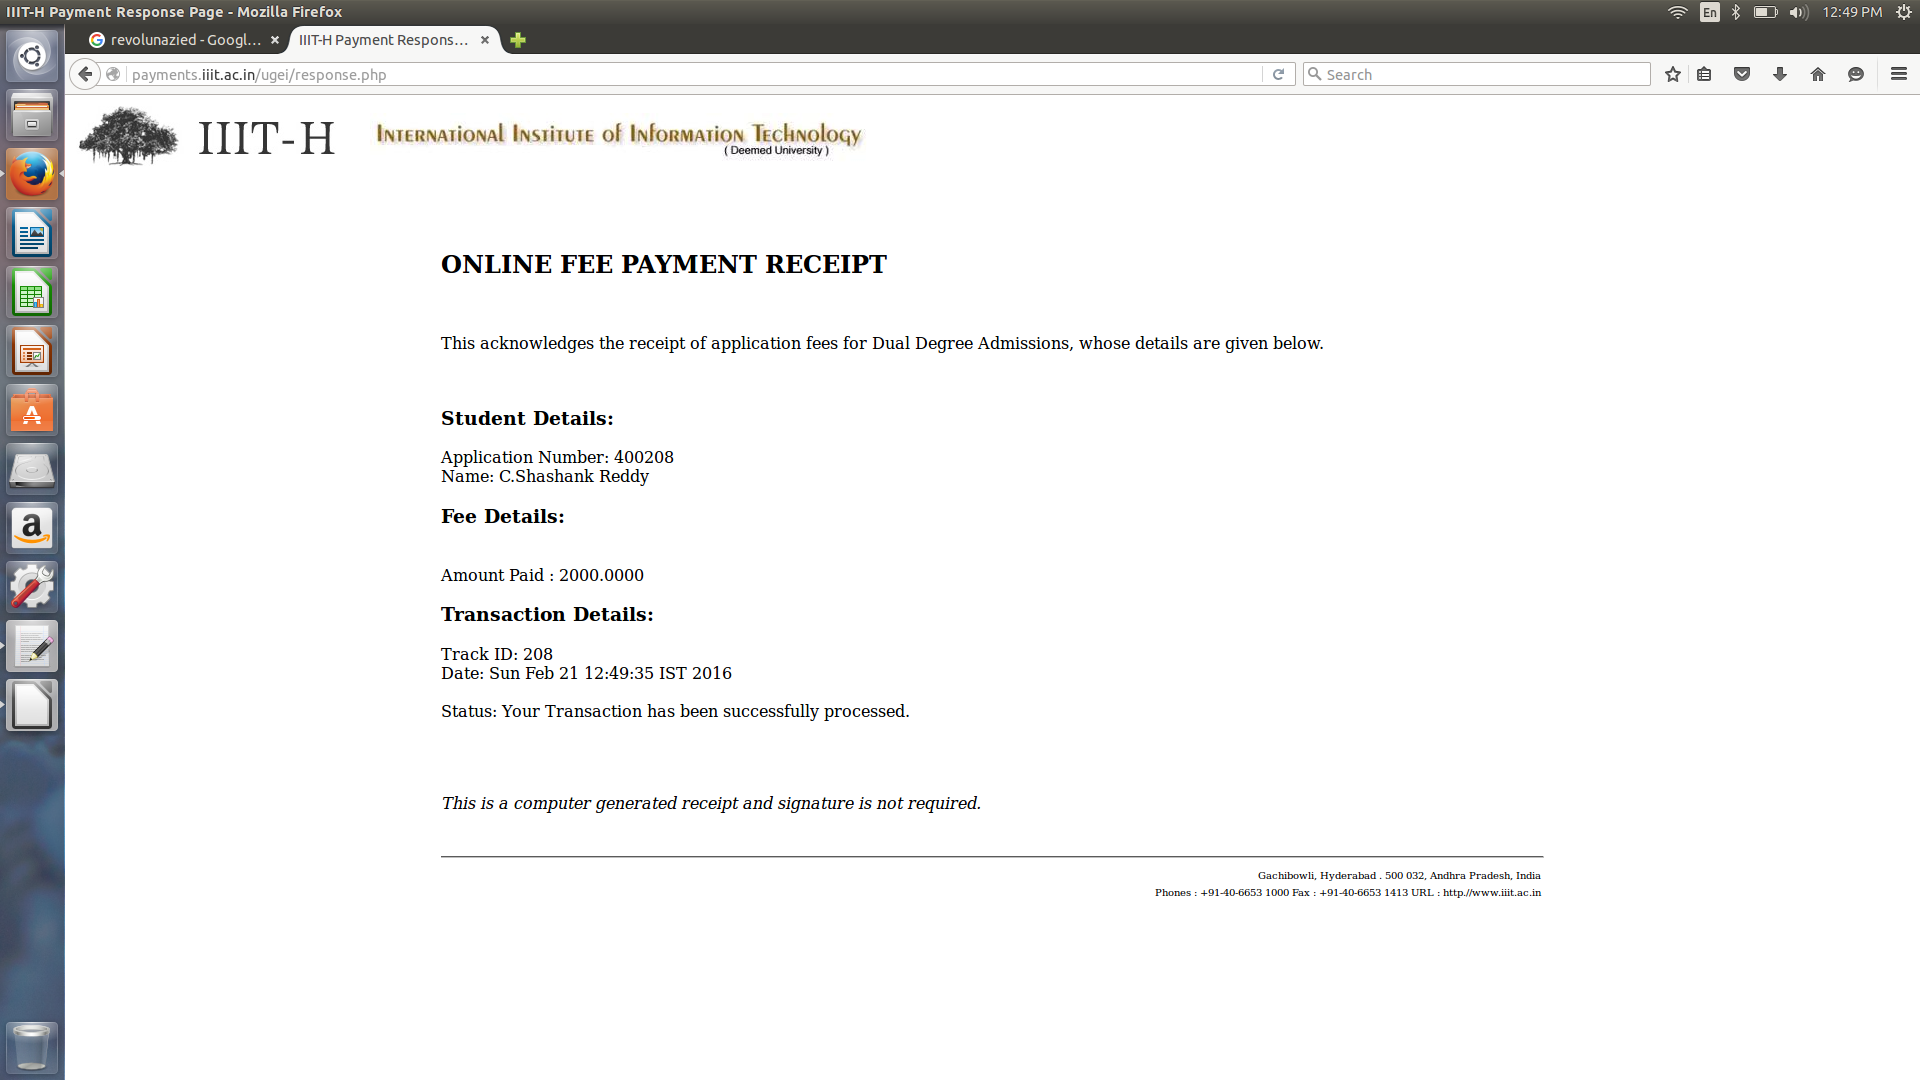 IIIT-H Payment Response Page - Mozilla Firefox
En
12:49 PM
revolunazied - Googl...
IIIT-H Payment Respons...
payments.iiit.ac.in/ugei/response.php
Search
IIIT-H
International Institute of Information Technology
( Deemed University )
ONLINE FEE PAYMENT RECEIPT
This acknowledges the receipt of application fees for Dual Degree Admissions, whose details are given below.
Student Details:
Application Number: 400208
Name: C.Shashank Reddy
Fee Details:
Amount Paid : 2000.0000
Transaction Details:
Track ID: 208
Date: Sun Feb 21 12:49:35 IST 2016
Status: Your Transaction has been successfully processed.
This is a computer generated receipt and signature is not required.
Gachibowli, Hyderabad . 500 032, Andhra Pradesh, India
Phones : +91-40-6653 1000 Fax : +91-40-6653 1413 URL : http.//www.iiit.ac.in